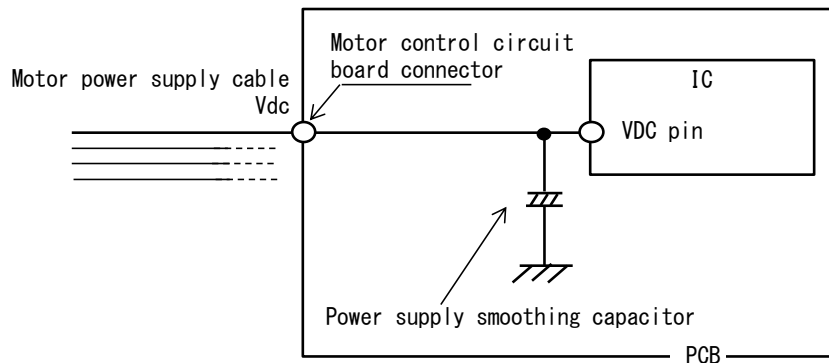 Motor control circuit
board connector
Motor power supply cable
Vdc
IC
VDC pin
Power supply smoothing capacitor
PCB